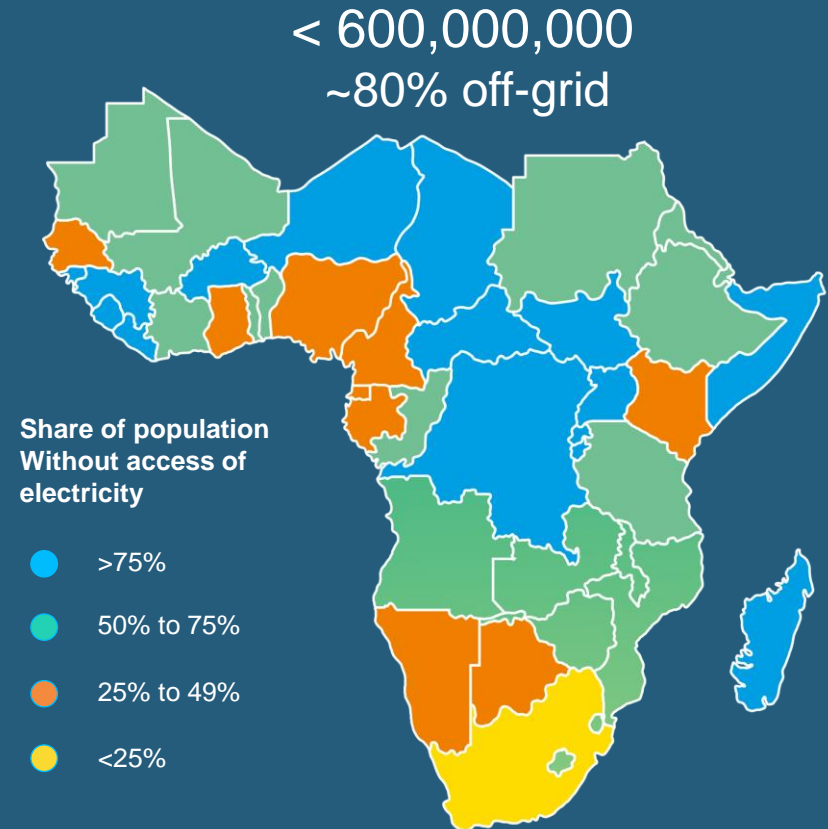 < 600,000,000
~80% off-grid
Share of population
Without access of
electricity
>75%
50% to 75%
25% to 49%
<25%